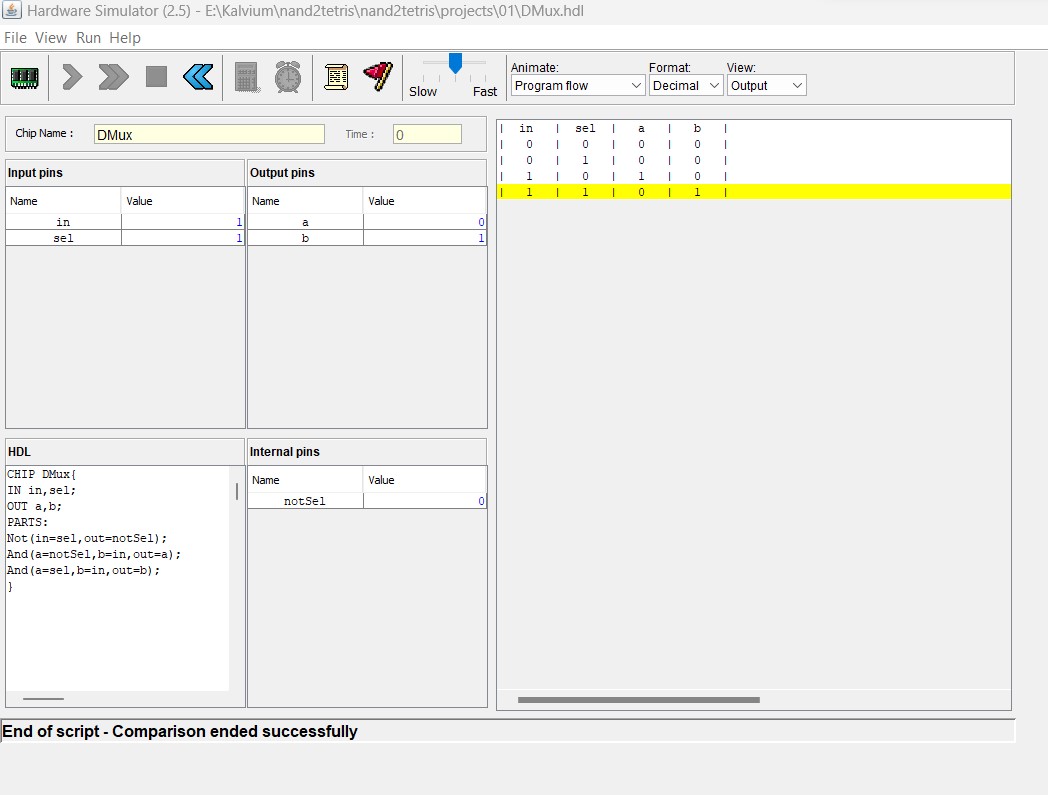 Hardware Simulator (2.5) - E:\Kalvium\nand2tetris\nand2tetris\projects\01\DMux.hdl
File View Run Help
Slow Fast
Animate: Format: View:
Program flow Decimal Output
Chip Name : DMux Time : 0
Input pins
Name Value
in 1
sel 1
Output pins
Name Value
a 0
b 1
HDL
CHIP DMux{
IN in,sel;
OUT a,b;
PARTS:
Not(in=sel,out=notSel);
And(a=notSel,b=in,out=a);
And(a=sel,b=in,out=b);
}
Internal pins
Name Value
notSel 0
| in | sel | a | b |
| 0 | 0 | 0 | 0 |
| 0 | 1 | 0 | 0 |
| 1 | 0 | 1 | 0 |
| 1 | 1 | 0 | 1 |
End of script - Comparison ended successfully